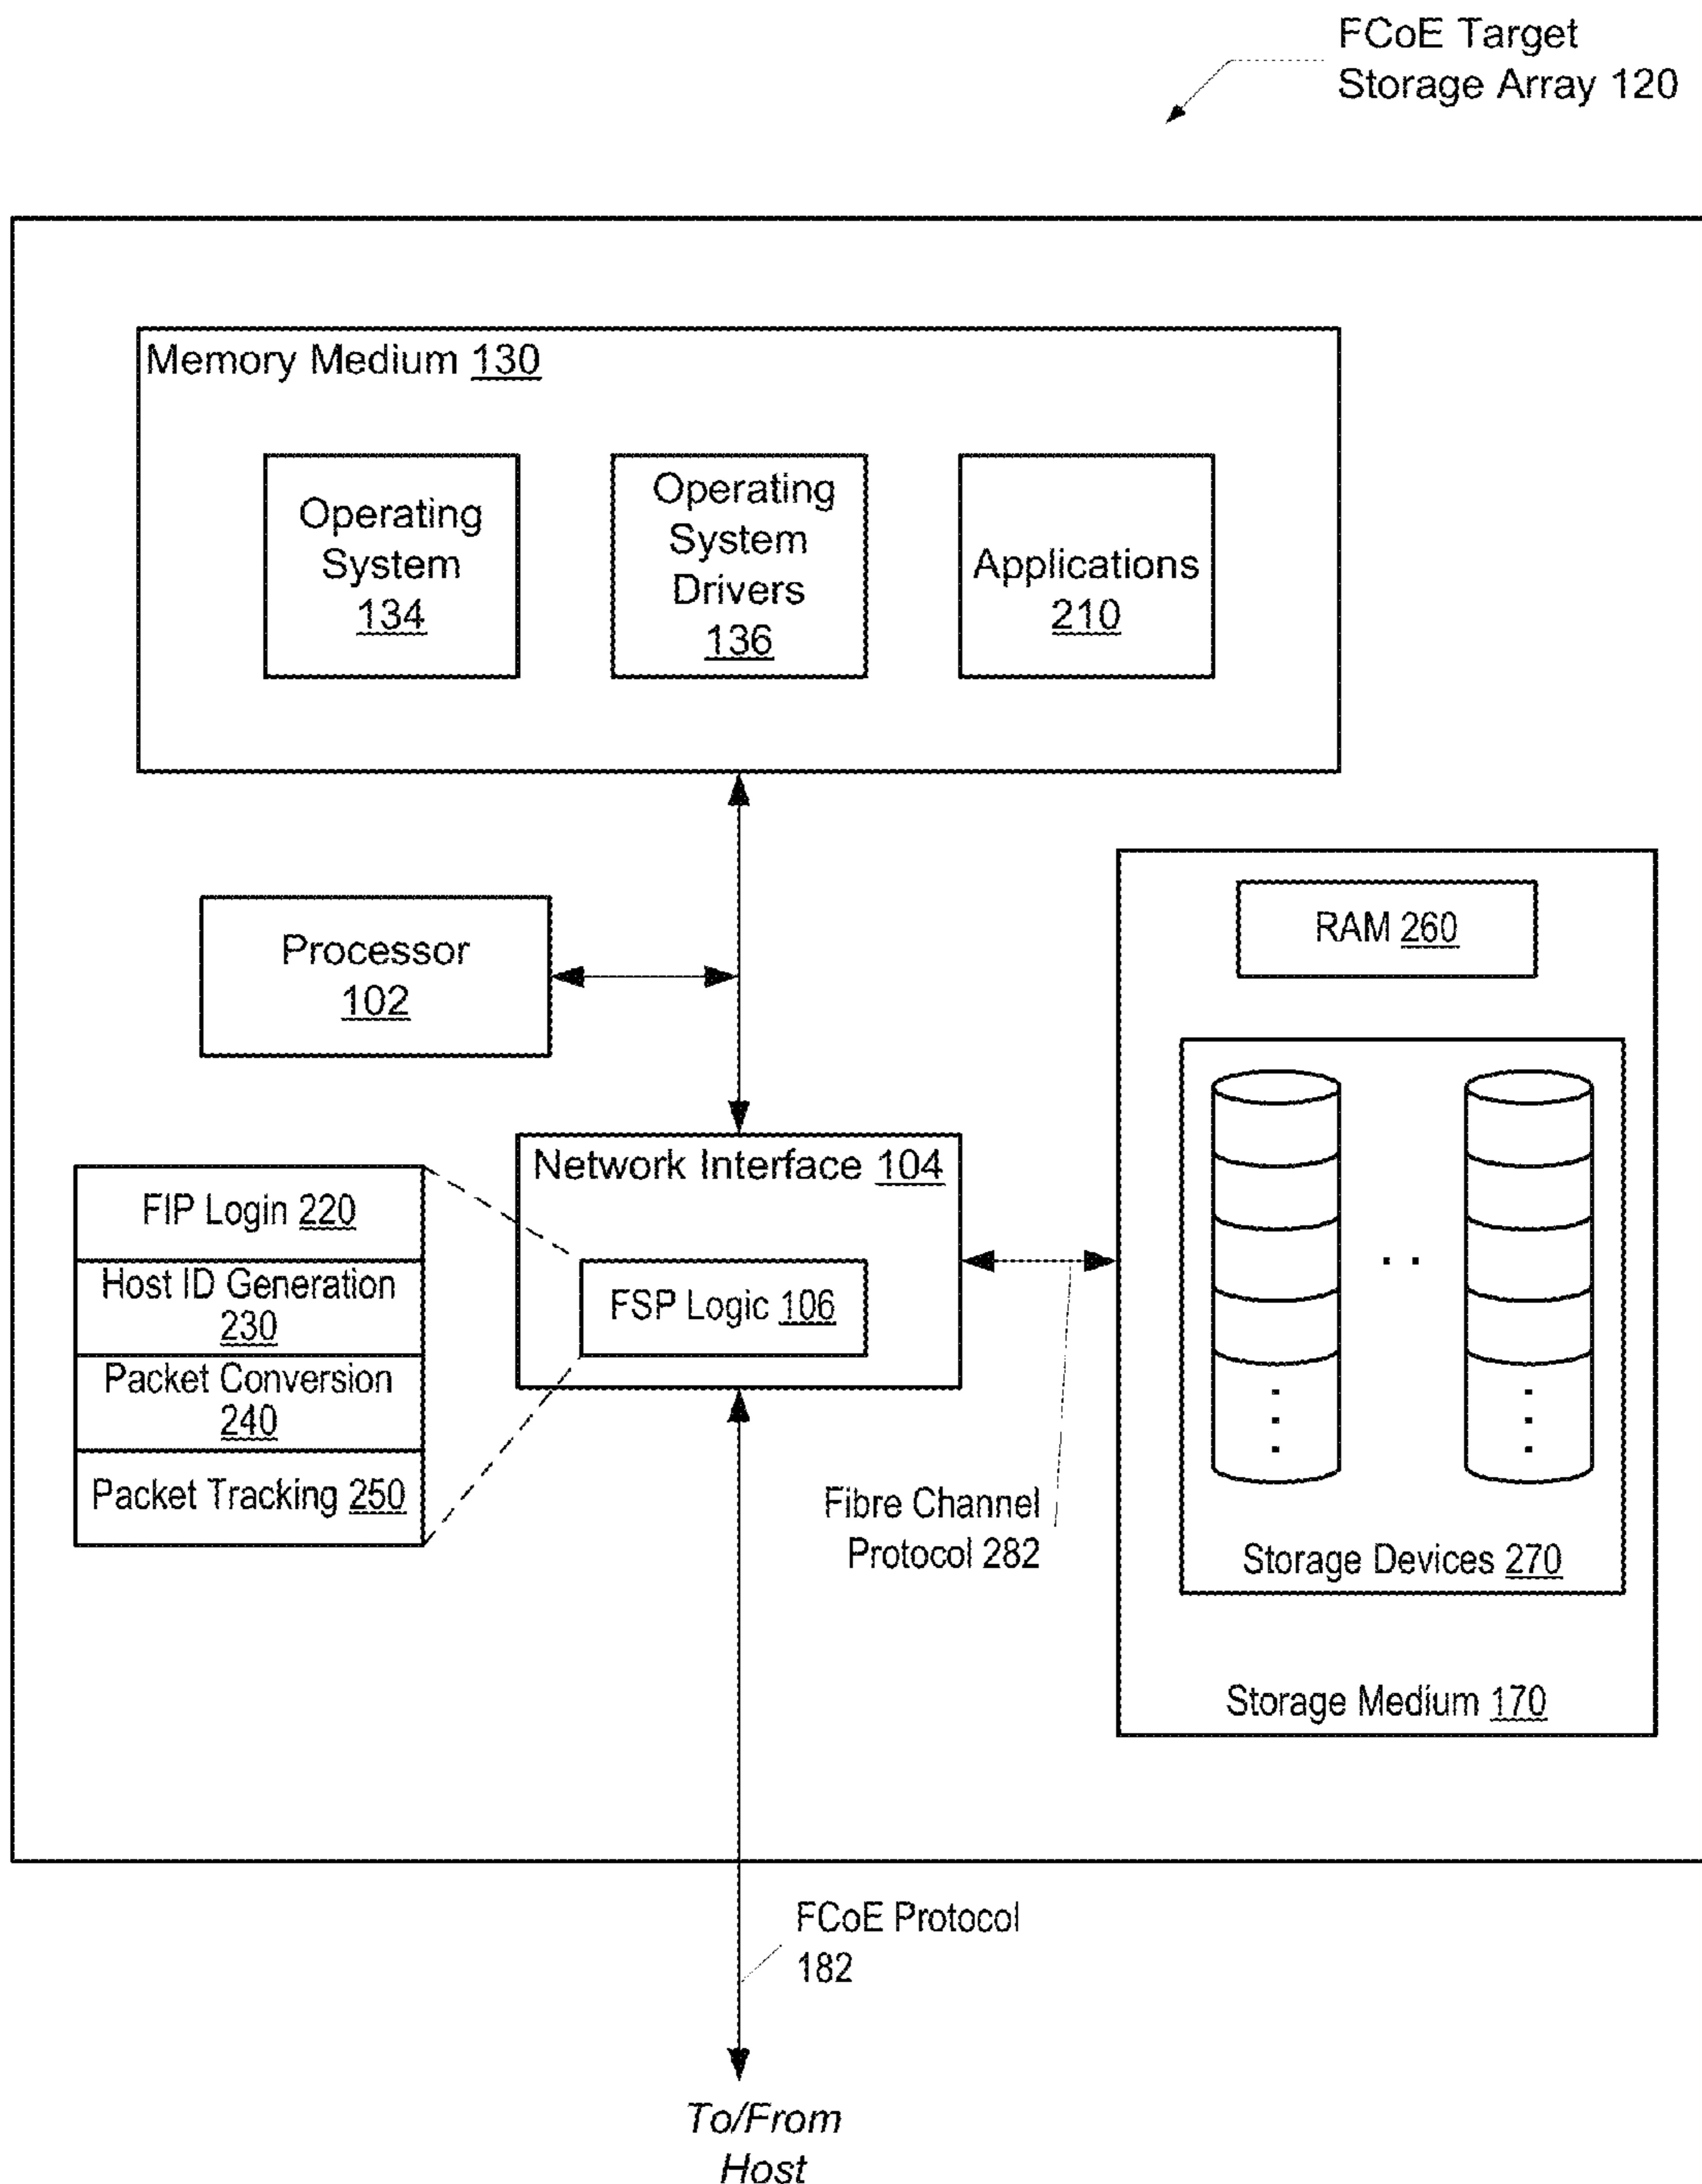 FCoE Target
Storage Array 120
Memory Medium 130
Operating
System
134
Operating
System
Drivers
136
Applications
210
Processor
102
RAM 260
Network Interface 104
FSP Logic 106
FIP Login 220
Host ID Generation
230
Packet Conversion
240
Packet Tracking 250
Fibre Channel
Protocol 282
Storage Devices 270
Storage Medium 170
FCoE Protocol
182
To/From
Host